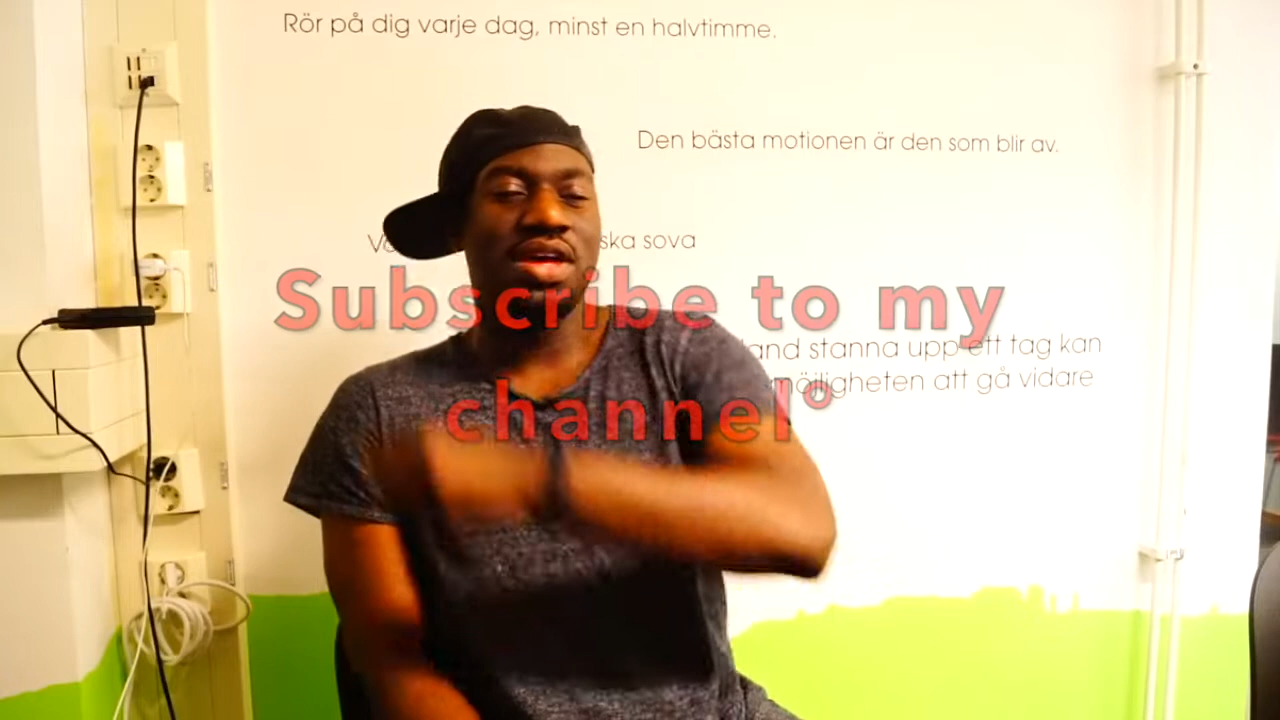 Rör på dig varje dag, minst en halvtimme.
Den bästa motionen är den som blir av.
ska sova
Subscribe to my
stanna upp ett tag kan
channel°
att gå vidare